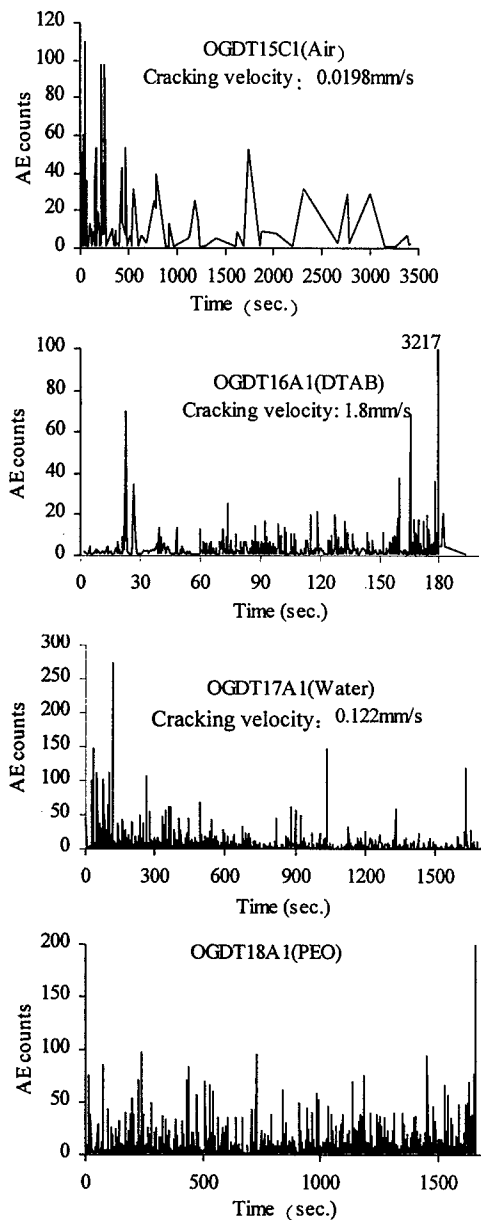 120
100
80
60
40
20
0
AE counts
OGDT15C1(Air)
Cracking velocity: 0.0198mm/s
0 500 1000 1500 2000 2500 3000 3500
Time (sec.)
3217
100
80
60
40
20
0
AE counts
OGDT16A1(DTAB)
Cracking velocity: 1.8mm/s
0 30 60 90 120 150 180
Time (sec.)
300
250
200
150
100
50
0
AE counts
OGDT17A1(Water)
Cracking velocity: 0.122mm/s
0 300 600 900 1200 1500
Time (sec.)
200
150
100
50
0
AE counts
OGDT18A1(PEO)
0 500 1000 1500
Time (sec.)